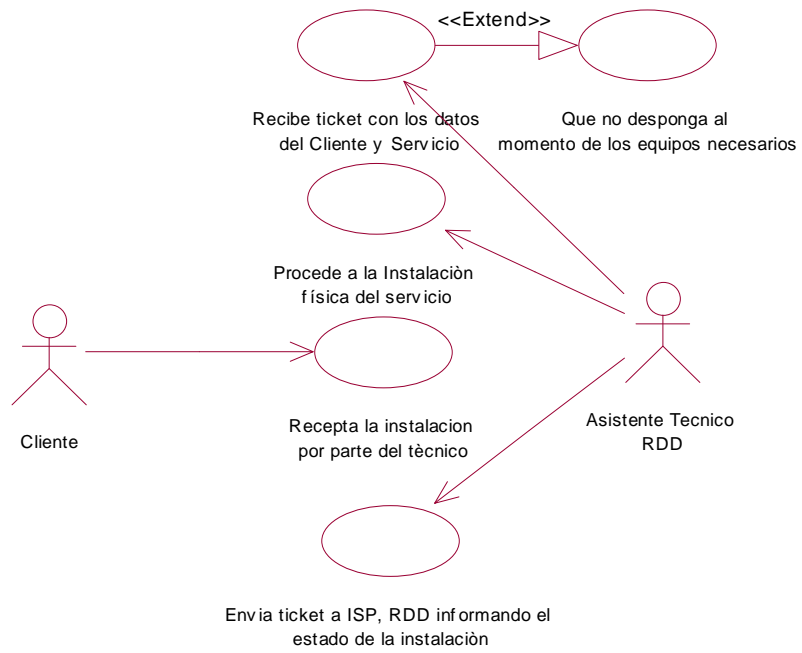 <<Extend>>
Recibe ticket con los datos
del Cliente y Servicio
Que no desponga al
momento de los equipos necesarios
Procede a la Instalaciòn
física del servicio
Cliente
Recepta la instalacion
por parte del tècnico
Asistente Tecnico
RDD
Envia ticket a ISP, RDD informando el
estado de la instalaciòn